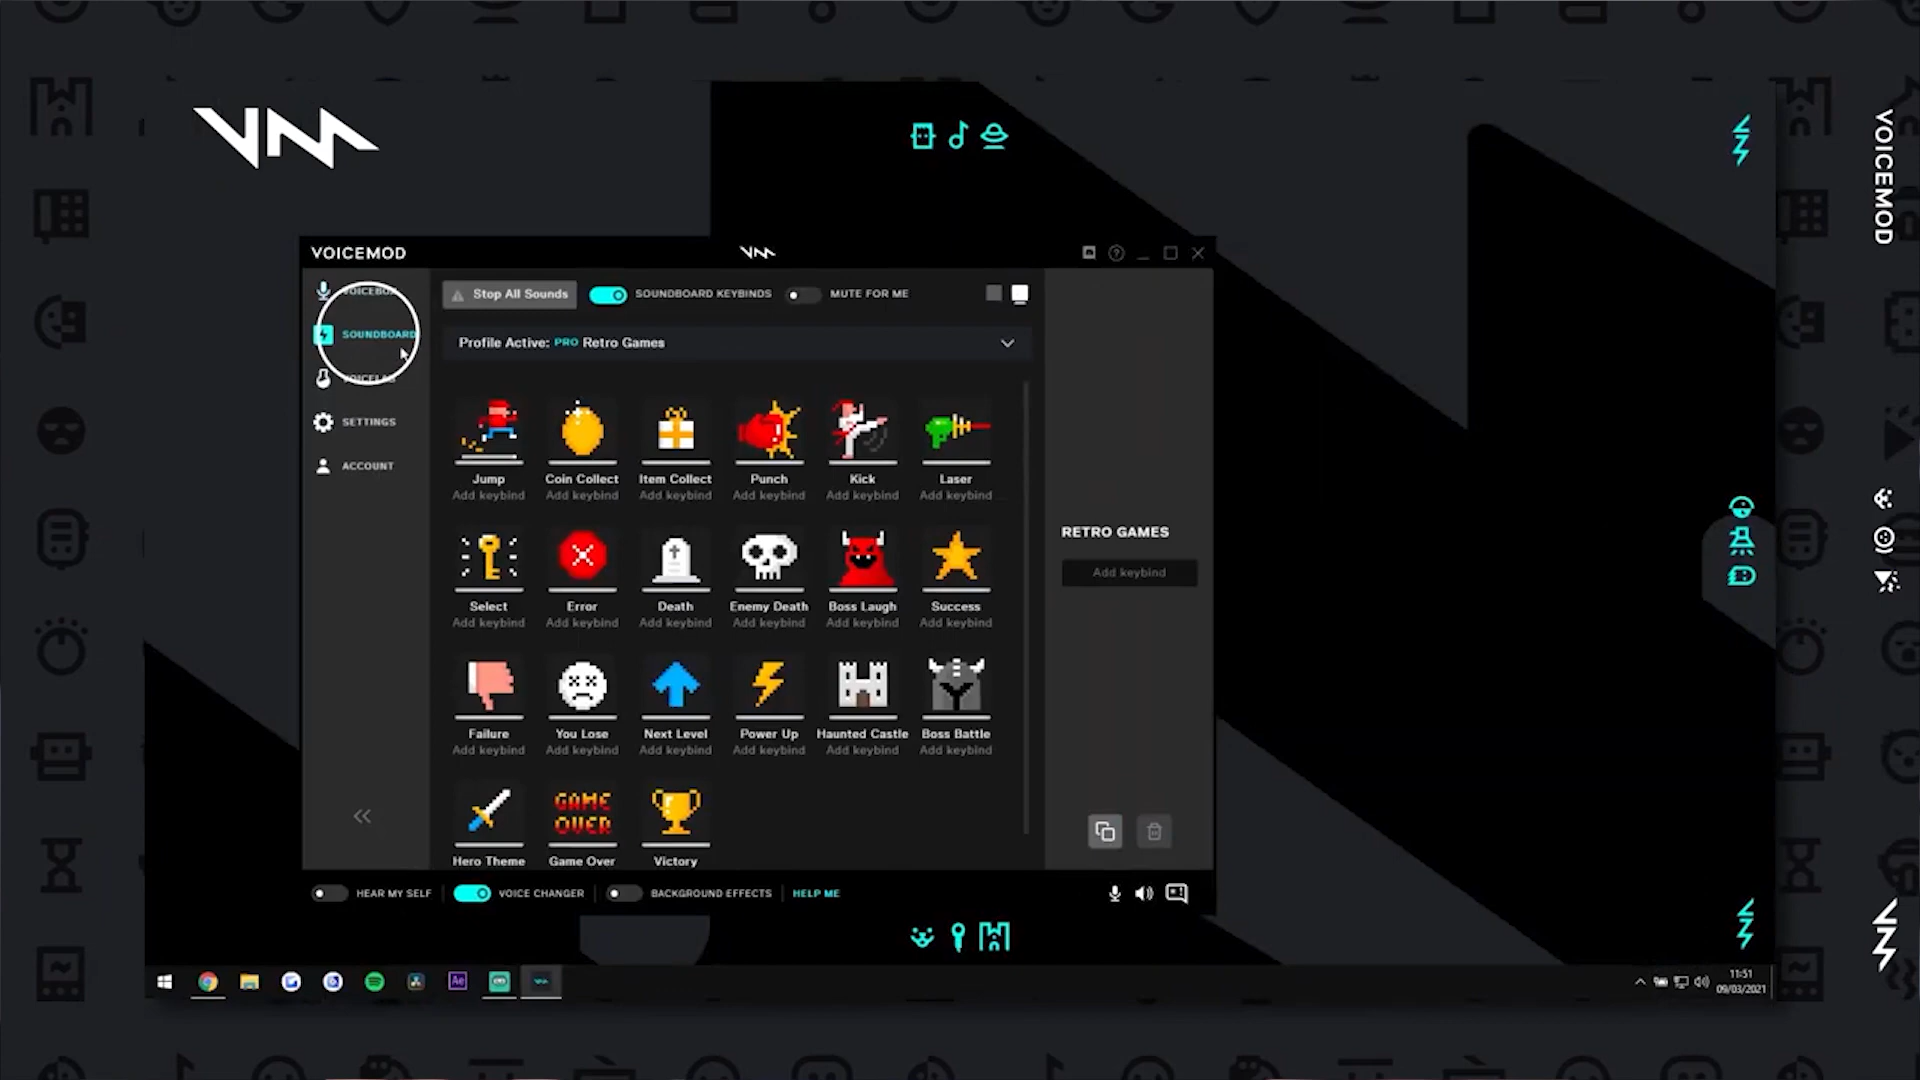 VOICEMOD
VOICEMOD
VOICEBOX
SOUNDBOARD
VOICELAB
SETTINGS
ACCOUNT
Stop All Sounds
SOUNDBOARD KEYBINDS
MUTE FOR ME
Profile Active: PRO Retro Games
Jump Coin Collect Item Collect Punch Kick Laser
Add keybind Add keybind Add keybind Add keybind Add keybind Add keybind
Select Error Death Enemy Death Boss Laugh Success
Add keybind Add keybind Add keybind Add keybind Add keybind Add keybind
Failure You Lose Next Level Power Up Haunted Castle Boss Battle
Add keybind Add keybind Add keybind Add keybind Add keybind Add keybind
GAME
OVER
Hero Theme Game Over Victory
RETRO GAMES
Add keybind
HEAR MY SELF
VOICE CHANGER
BACKGROUND EFFECTS
HELP ME
Ae
11:51
09/03/2021